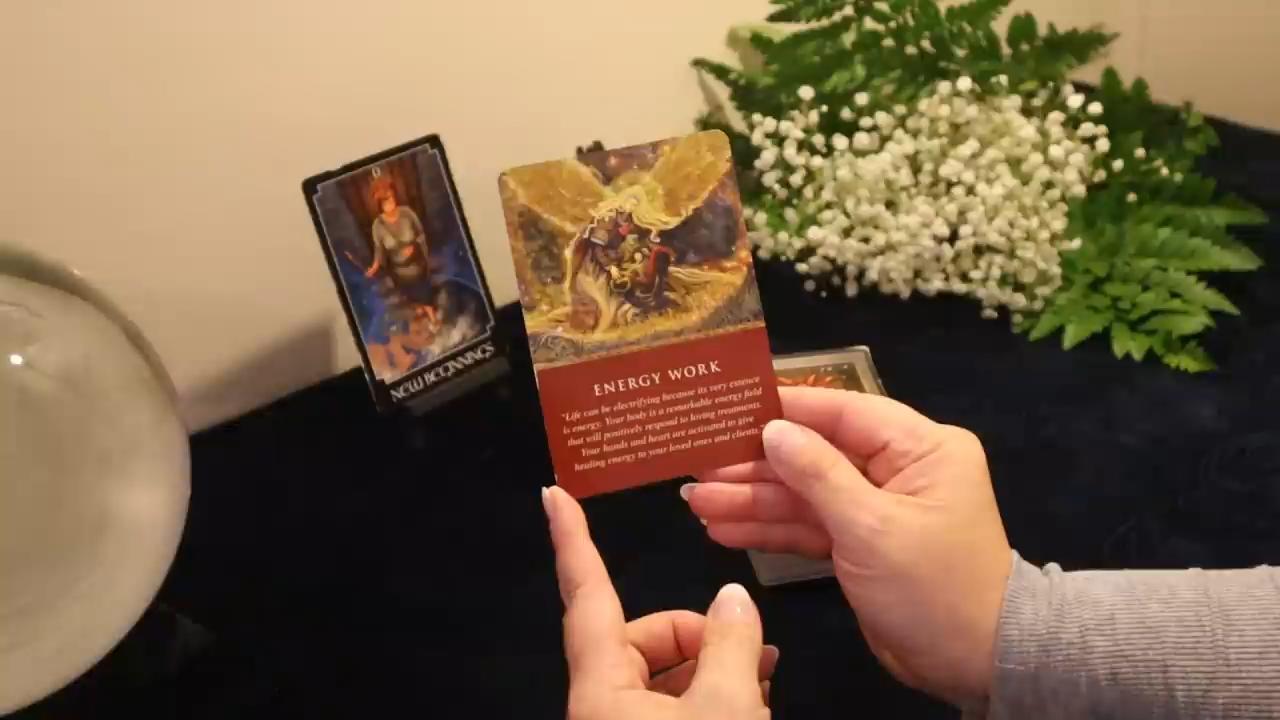 0
NEW BEGINNINGS
ENERGY WORK
"Life can be electrifying because its very essence
is energy. Your body is a remarkable energy field
that will positively respond to loving treatments.
Your hands and heart are activated to give
healing energy to your loved ones and clients."